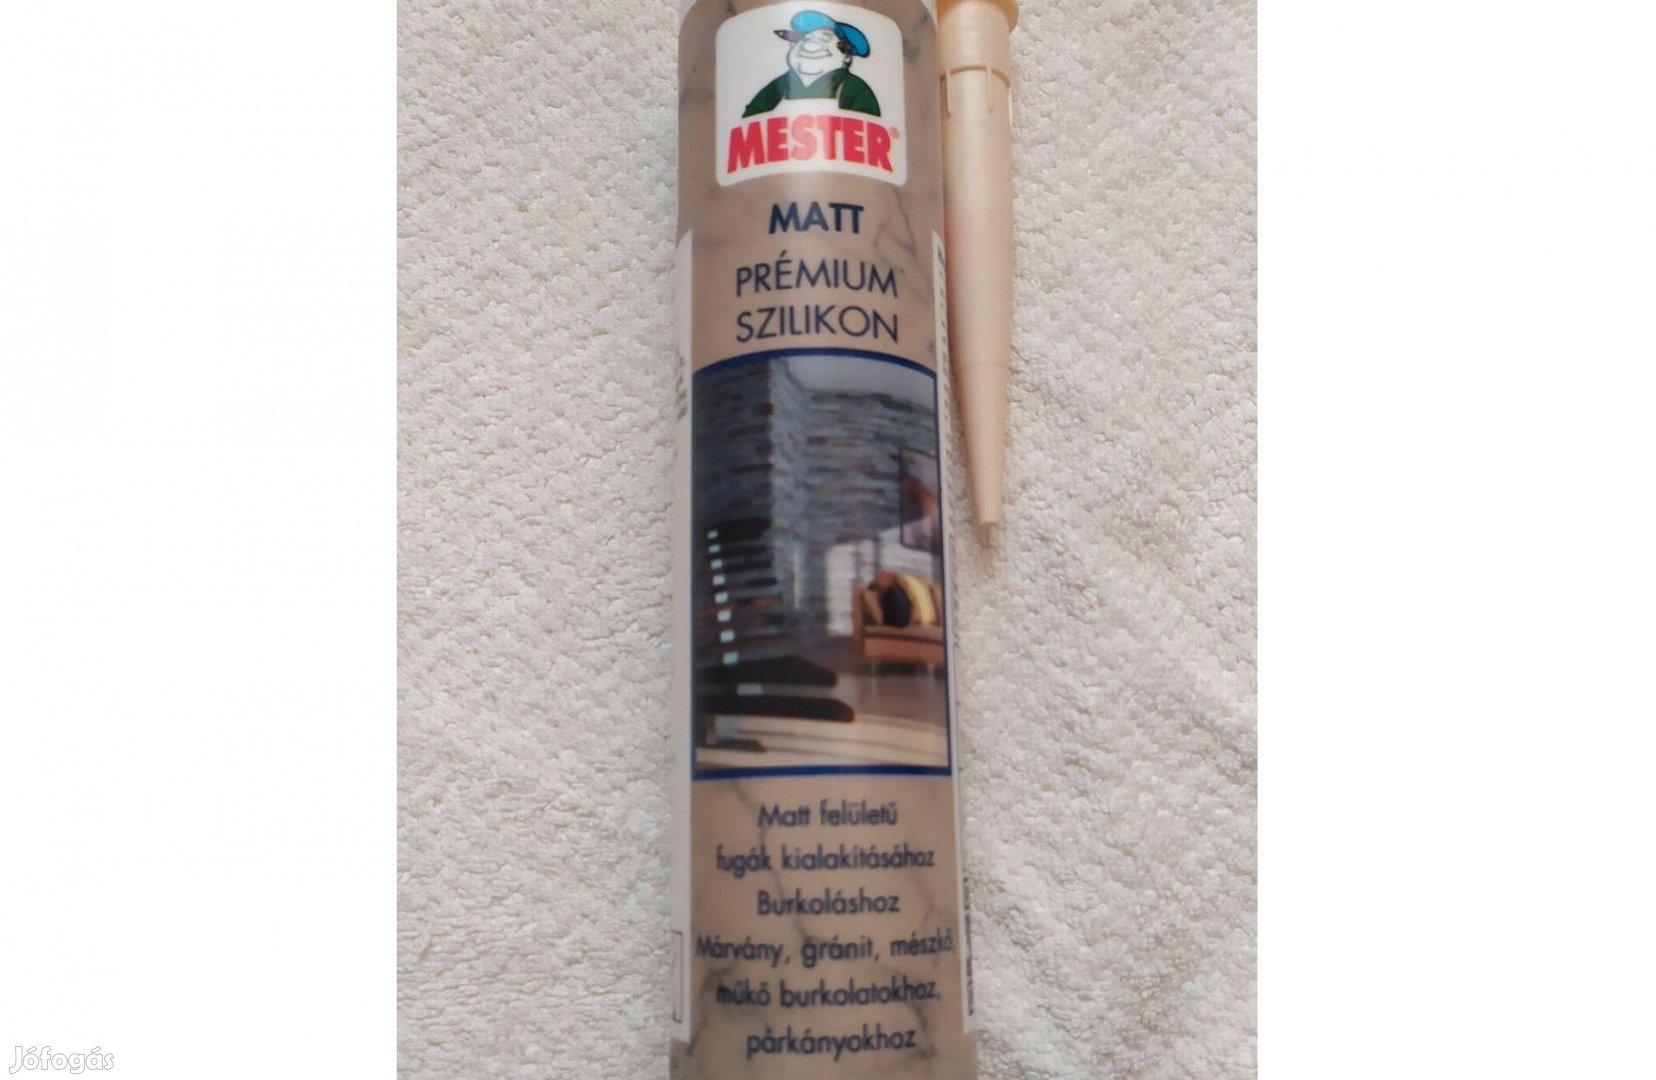 MESTER®
MATT
PRÉMIUM
SZILIKON
Matt felületű
fugák kialakításához
Burkoláshoz
Márvány, gránit, mészkő,
műkő burkolatokhoz,
párkányokhoz
Jófogás